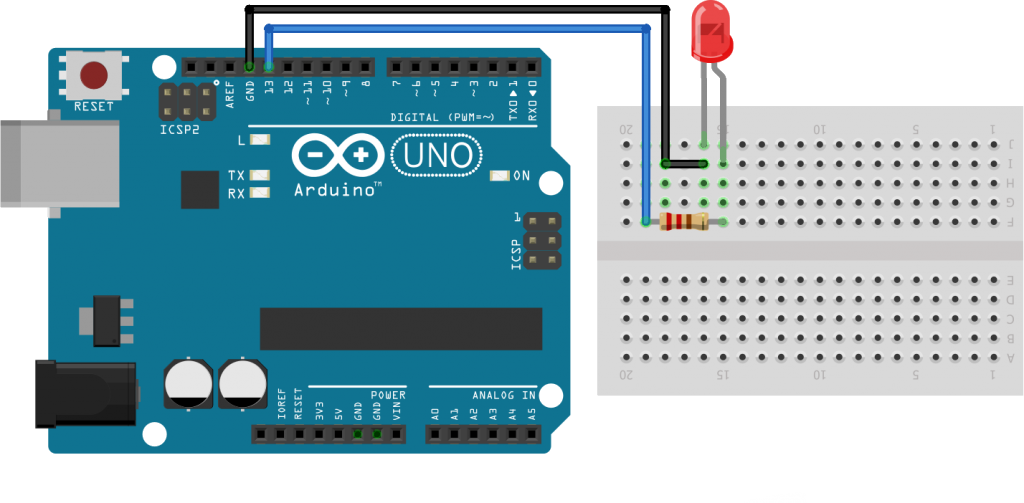 RESET
ICSP2
AREF
GND
13
12
~11
~10
~9
8
7
~6
~5
4
~3
2
TX0▶1
RX0◀0
DIGITAL (PWM=~)
L
TX
RX
UNO
Arduino™
ON
1
ICSP
POWER
IOREF
RESET
3V3
5V
GND
GND
VIN
ANALOG IN
A0
A1
A2
A3
A4
A5
20
15
10
5
1
J
I
H
G
F
E
D
C
B
A
20
15
10
5
1